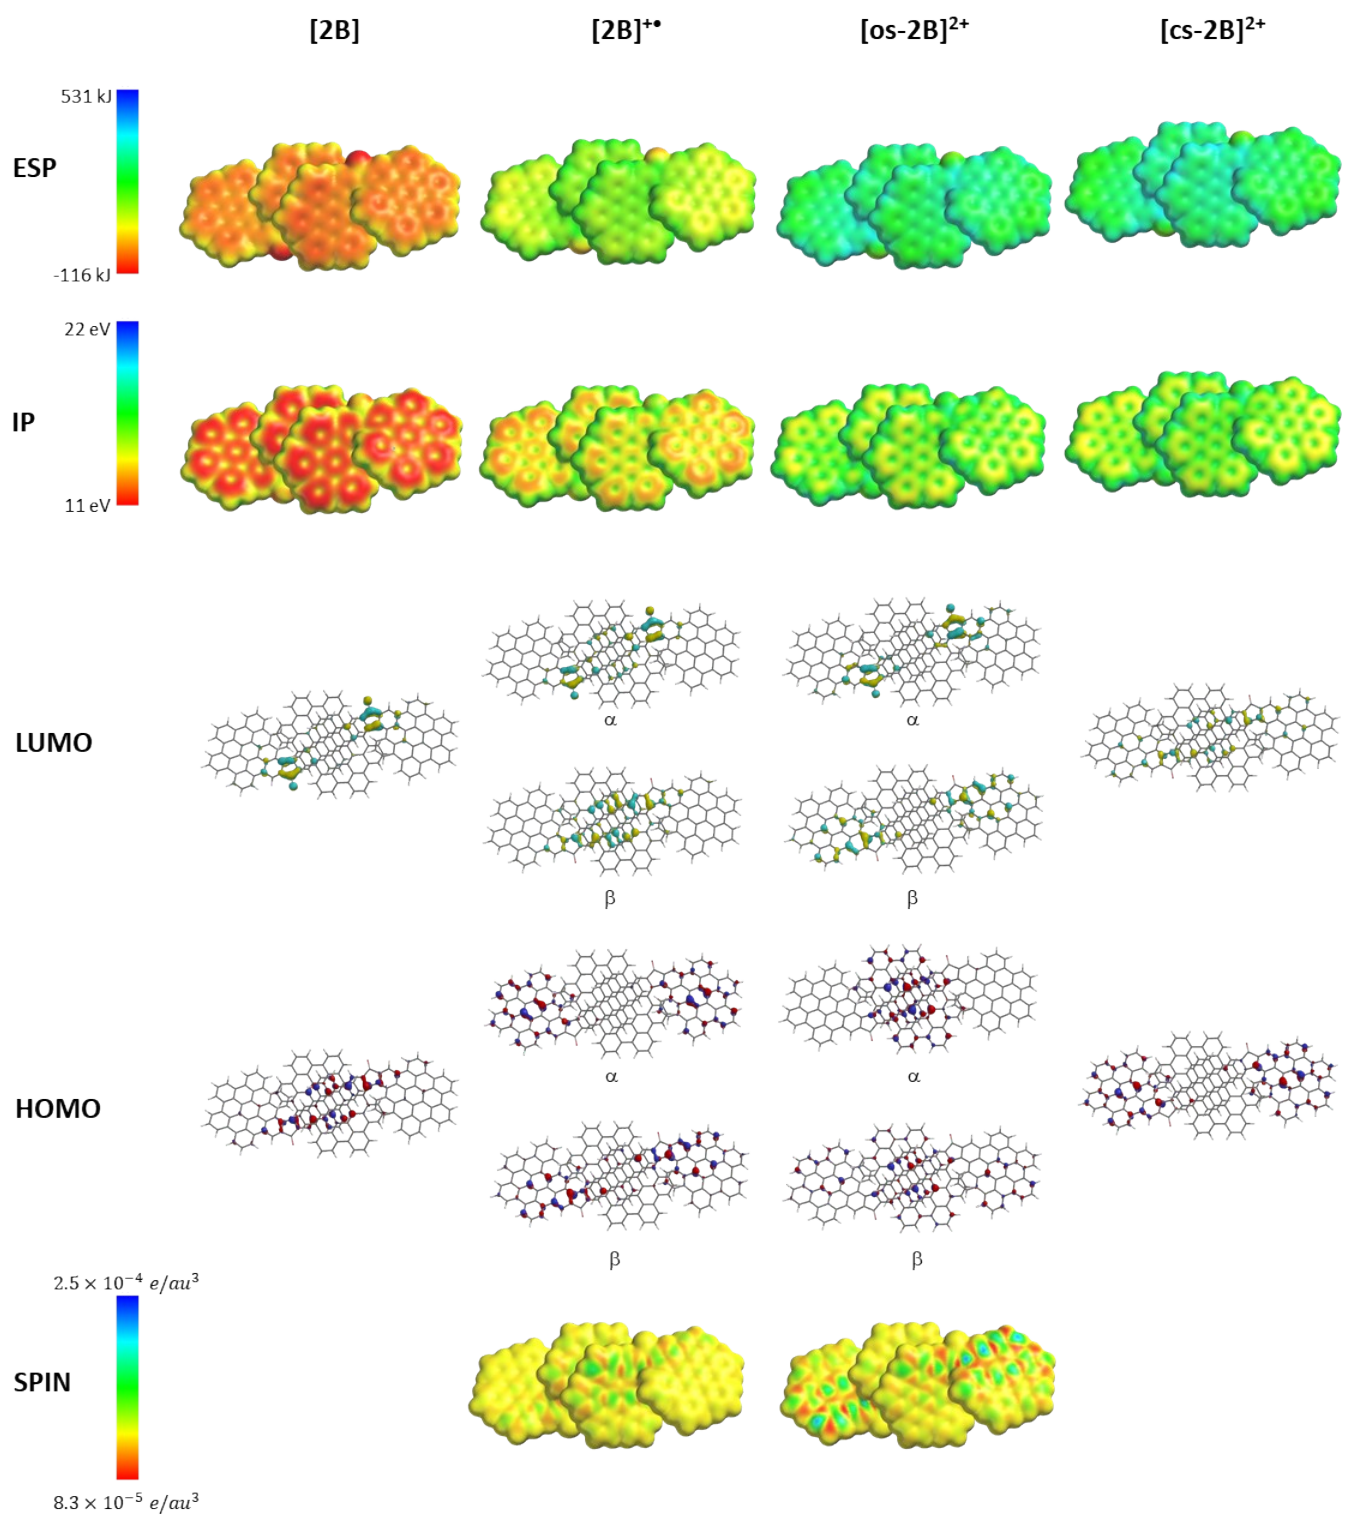 [2B] [2B]⁺• [os-2B]²⁺ [cs-2B]²⁺
531 kJ
ESP
-116 kJ
22 eV
IP
11 eV
LUMO
α α
β β
HOMO
α α
β β
2.5 × 10⁻⁴ e/au³
SPIN
8.3 × 10⁻⁵ e/au³